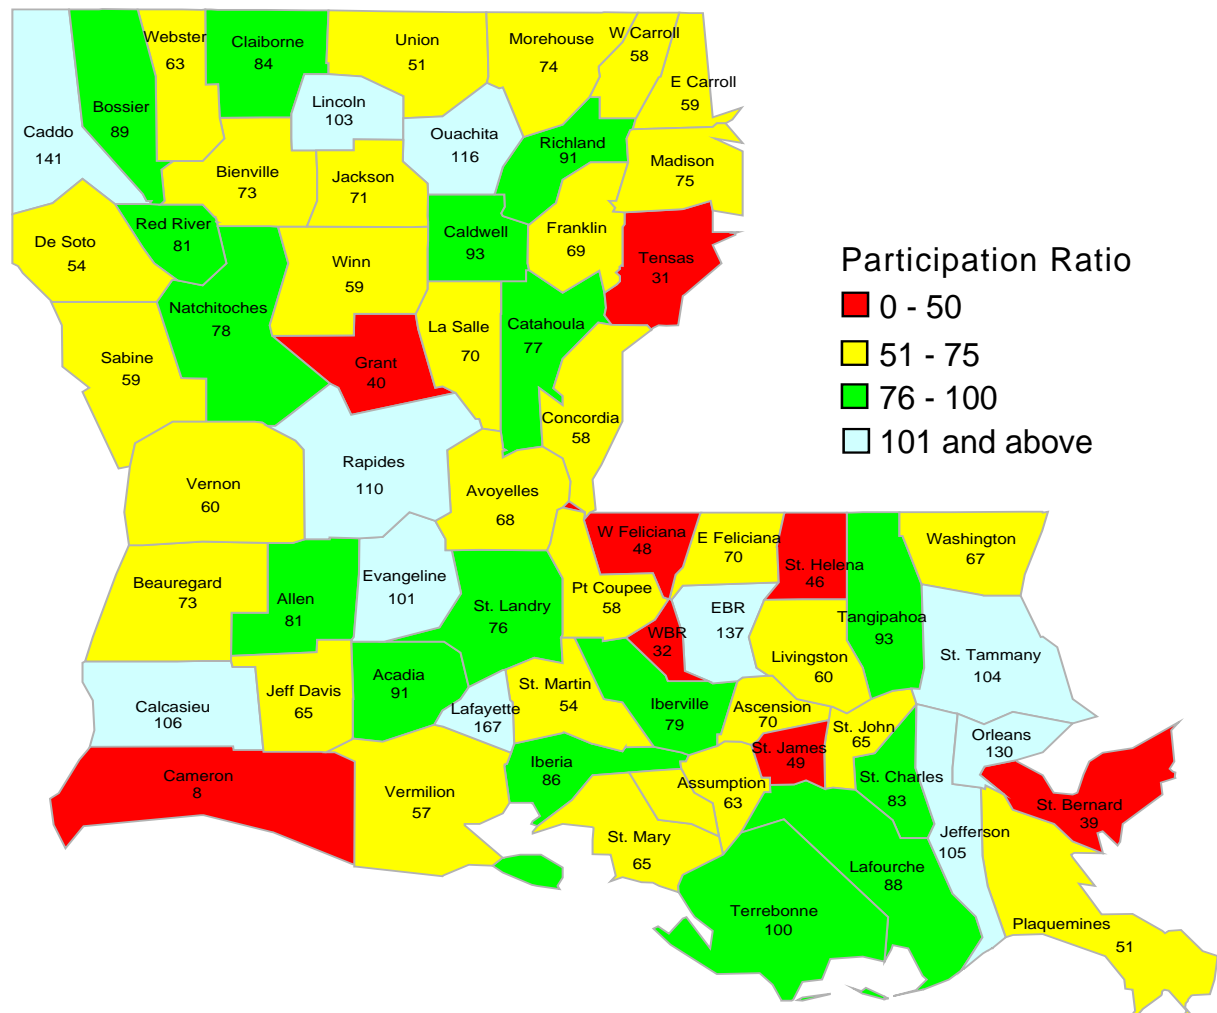 Webster
63
Claiborne
84
Union
51
Morehouse
74
W Carroll
58
E Carroll
59
Caddo
141
Bossier
89
Lincoln
103
Ouachita
116
Richland
91
Madison
75
Bienville
73
Jackson
71
De Soto
54
Red River
81
Caldwell
93
Franklin
69
Tensas
31
Winn
59
Natchitoches
78
La Salle
70
Catahoula
77
Sabine
59
Grant
40
Concordia
58
Participation Ratio
0 - 50
51 - 75
76 - 100
101 and above
Vernon
60
Rapides
110
Avoyelles
68
W Feliciana
48
E Feliciana
70
St. Helena
46
Washington
67
Beauregard
73
Allen
81
Evangeline
101
St. Landry
76
Pt Coupee
58
WBR
32
EBR
137
Tangipahoa
93
Livingston
60
St. Tammany
104
Calcasieu
106
Jeff Davis
65
Acadia
91
Lafayette
167
St. Martin
54
Iberville
79
Ascension
70
St. John
65
Orleans
130
Cameron
8
Vermilion
57
Iberia
86
St. James
49
Assumption
63
St. Charles
83
St. Bernard
39
St. Mary
65
Jefferson
105
Lafourche
88
Terrebonne
100
Plaquemines
51